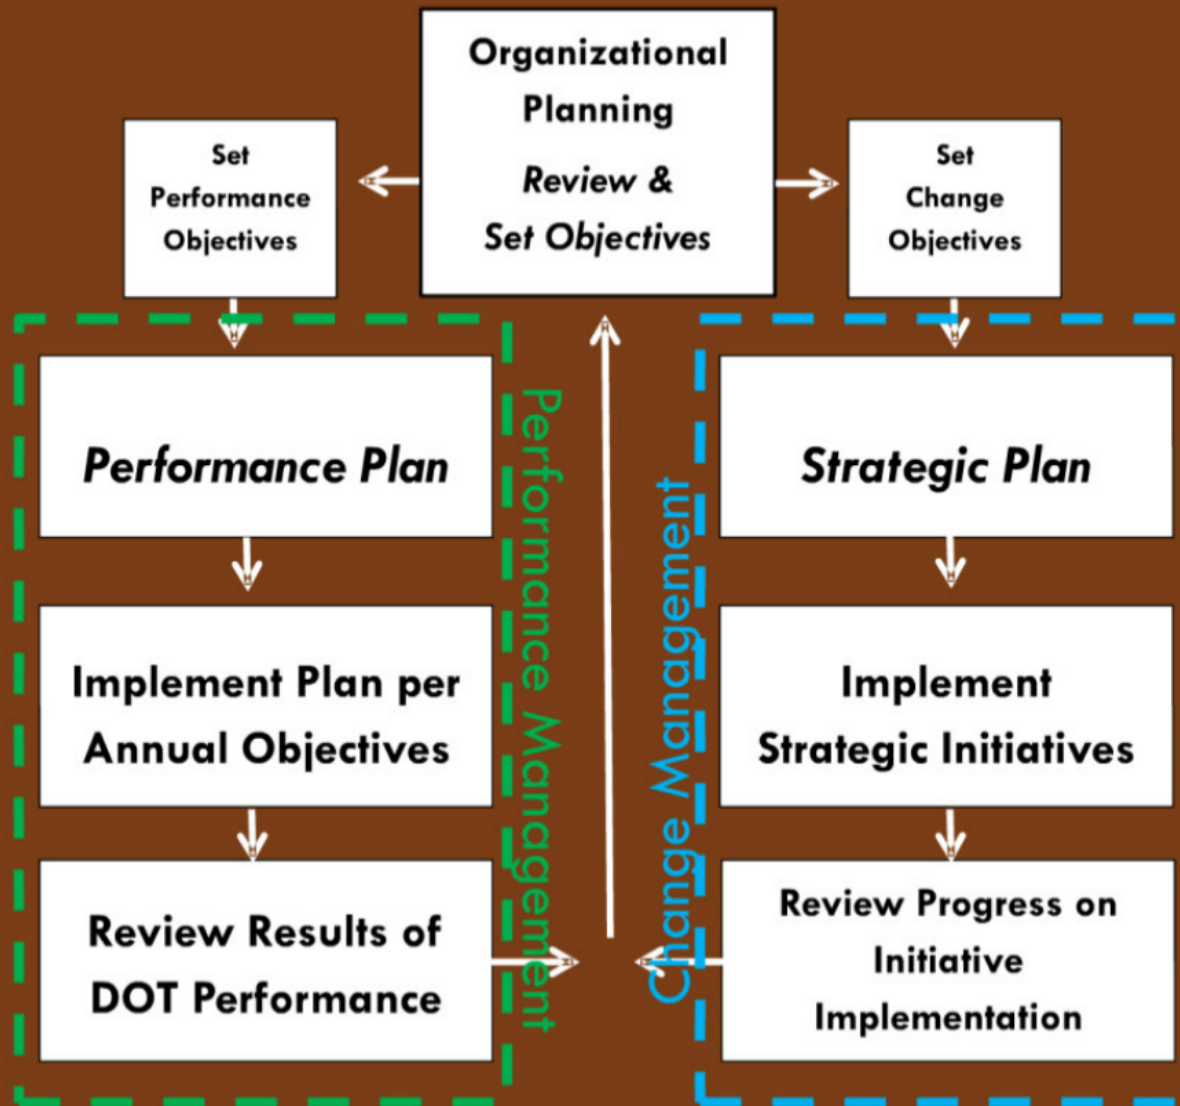 Organizational
Planning
Review &
Set Objectives
Set
Performance
Objectives
Set
Change
Objectives
Performance Plan
Implement Plan per
Annual Objectives
Review Results of
DOT Performance
Performance Management
Change Management
Strategic Plan
Implement
Strategic Initiatives
Review Progress on
Initiative
Implementation